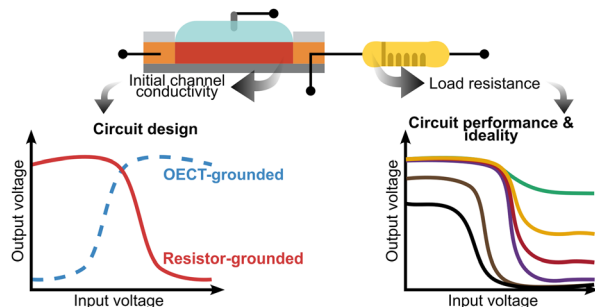 Initial channel
conductivity
Load resistance
Circuit design
Circuit performance &
ideality
Output voltage
OECT-grounded
Resistor-grounded
Input voltage
Output voltage
Input voltage